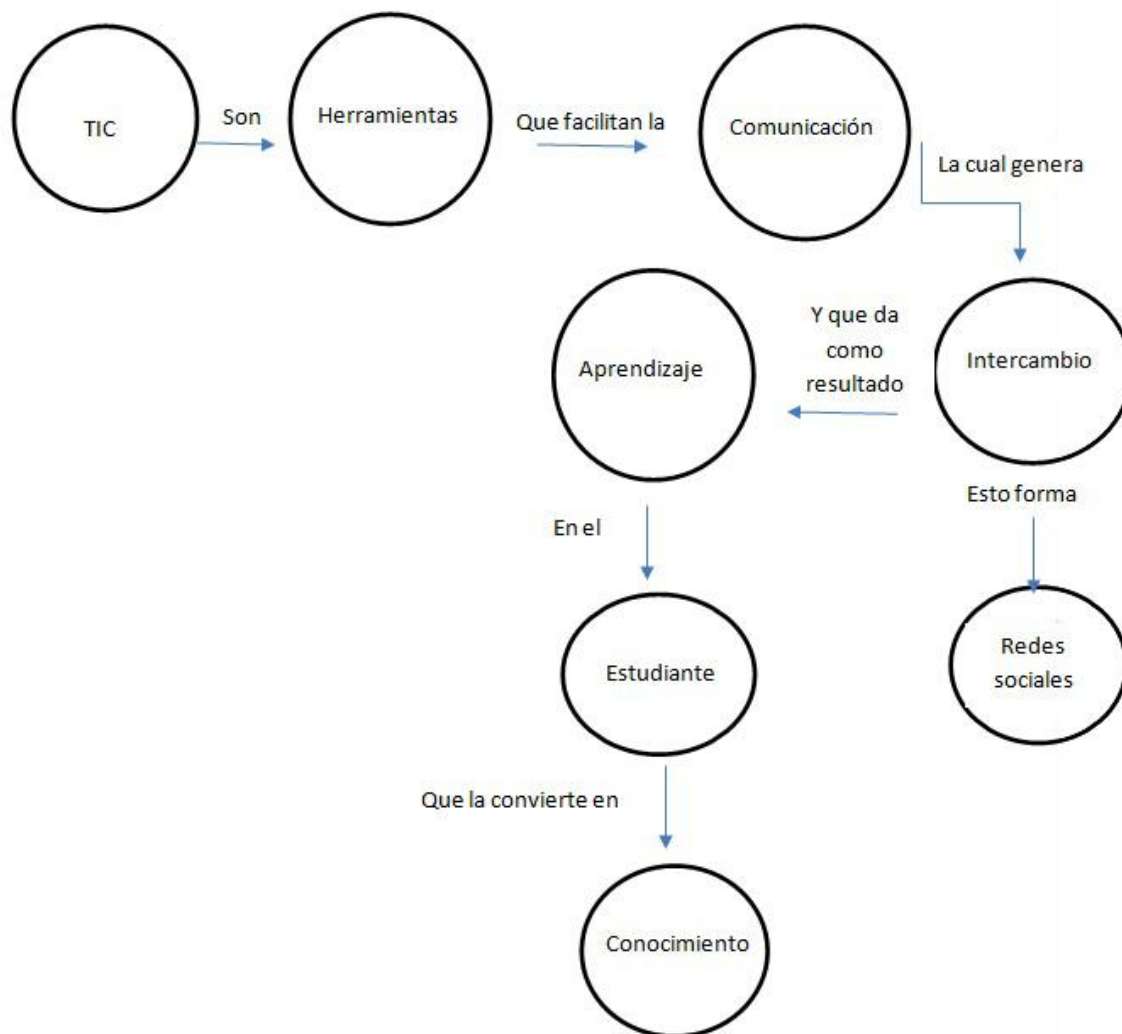 TIC
Son
Herramientas
Que facilitan la
Comunicación
La cual genera
Intercambio
Y que da
como
resultado
Aprendizaje
En el
Estudiante
Que la convierte en
Conocimiento
Esto forma
Redes
sociales